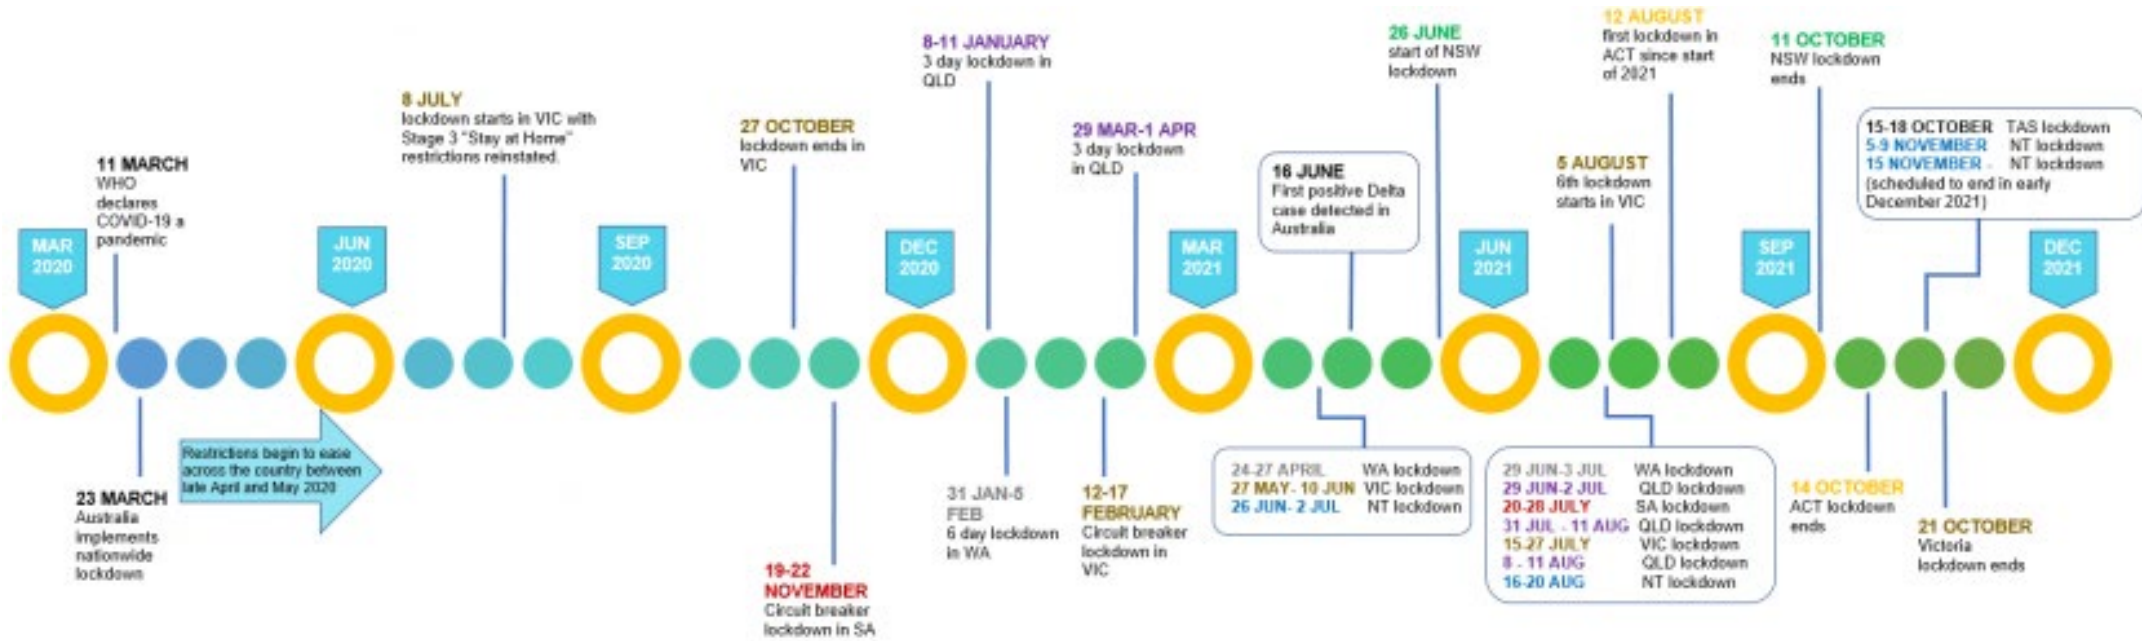 MAR
2020
11 MARCH
WHO
declares
COVID-19 a
pandemic
23 MARCH
Australia
implements
nationwide
lockdown
Restrictions begin to ease
across the country between
late April and May 2020
JUN
2020
8 JULY
lockdown starts in VIC with
Stage 3 "Stay at Home"
restrictions reinstated.
SEP
2020
27 OCTOBER
lockdown ends in
VIC
19-22
NOVEMBER
Circuit breaker
lockdown in SA
DEC
2020
8-11 JANUARY
3 day lockdown in
QLD
31 JAN-5
FEB
6 day lockdown
in WA
12-17
FEBRUARY
Circuit breaker
lockdown in
VIC
29 MAR-1 APR
3 day lockdown
in QLD
MAR
2021
16 JUNE
First positive Delta
case detected in
Australia
24-27 APRIL WA lockdown
27 MAY- 10 JUN VIC lockdown
26 JUN- 2 JUL NT lockdown
26 JUNE
start of NSW
lockdown
JUN
2021
5 AUGUST
6th lockdown
starts in VIC
12 AUGUST
first lockdown in
ACT since start
of 2021
29 JUN-3 JUL WA lockdown
29 JUN-2 JUL QLD lockdown
20-28 JULY SA lockdown
31 JUL - 11 AUG QLD lockdown
15-27 JULY VIC lockdown
8 - 11 AUG QLD lockdown
16-20 AUG NT lockdown
SEP
2021
11 OCTOBER
NSW lockdown
ends
14 OCTOBER
ACT lockdown
ends
15-18 OCTOBER TAS lockdown
5-9 NOVEMBER NT lockdown
15 NOVEMBER - NT lockdown
(scheduled to end in early
December 2021)
21 OCTOBER
Victoria
lockdown ends
DEC
2021